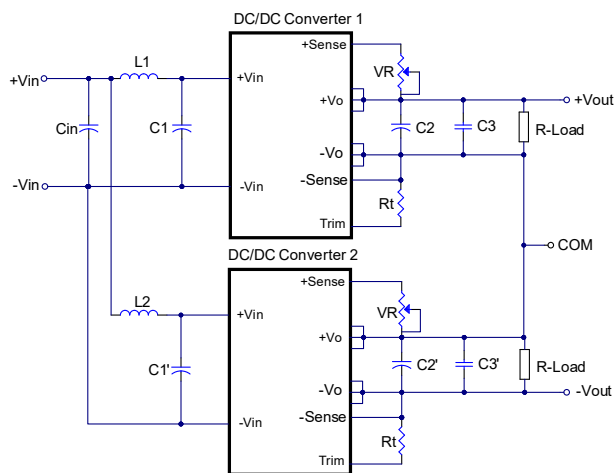 DC/DC Converter 1
+Sense
L1
VR
+Vin
+Vin
+Vo
+Vout
Cin
C1
C2
C3
R-Load
-Vo
-Vin
-Vin
-Sense
Rt
Trim
COM
DC/DC Converter 2
+Sense
L2
+Vin
VR
+Vo
C1'
C2'
C3'
R-Load
-Vo
-Vout
-Vin
-Sense
Rt
Trim